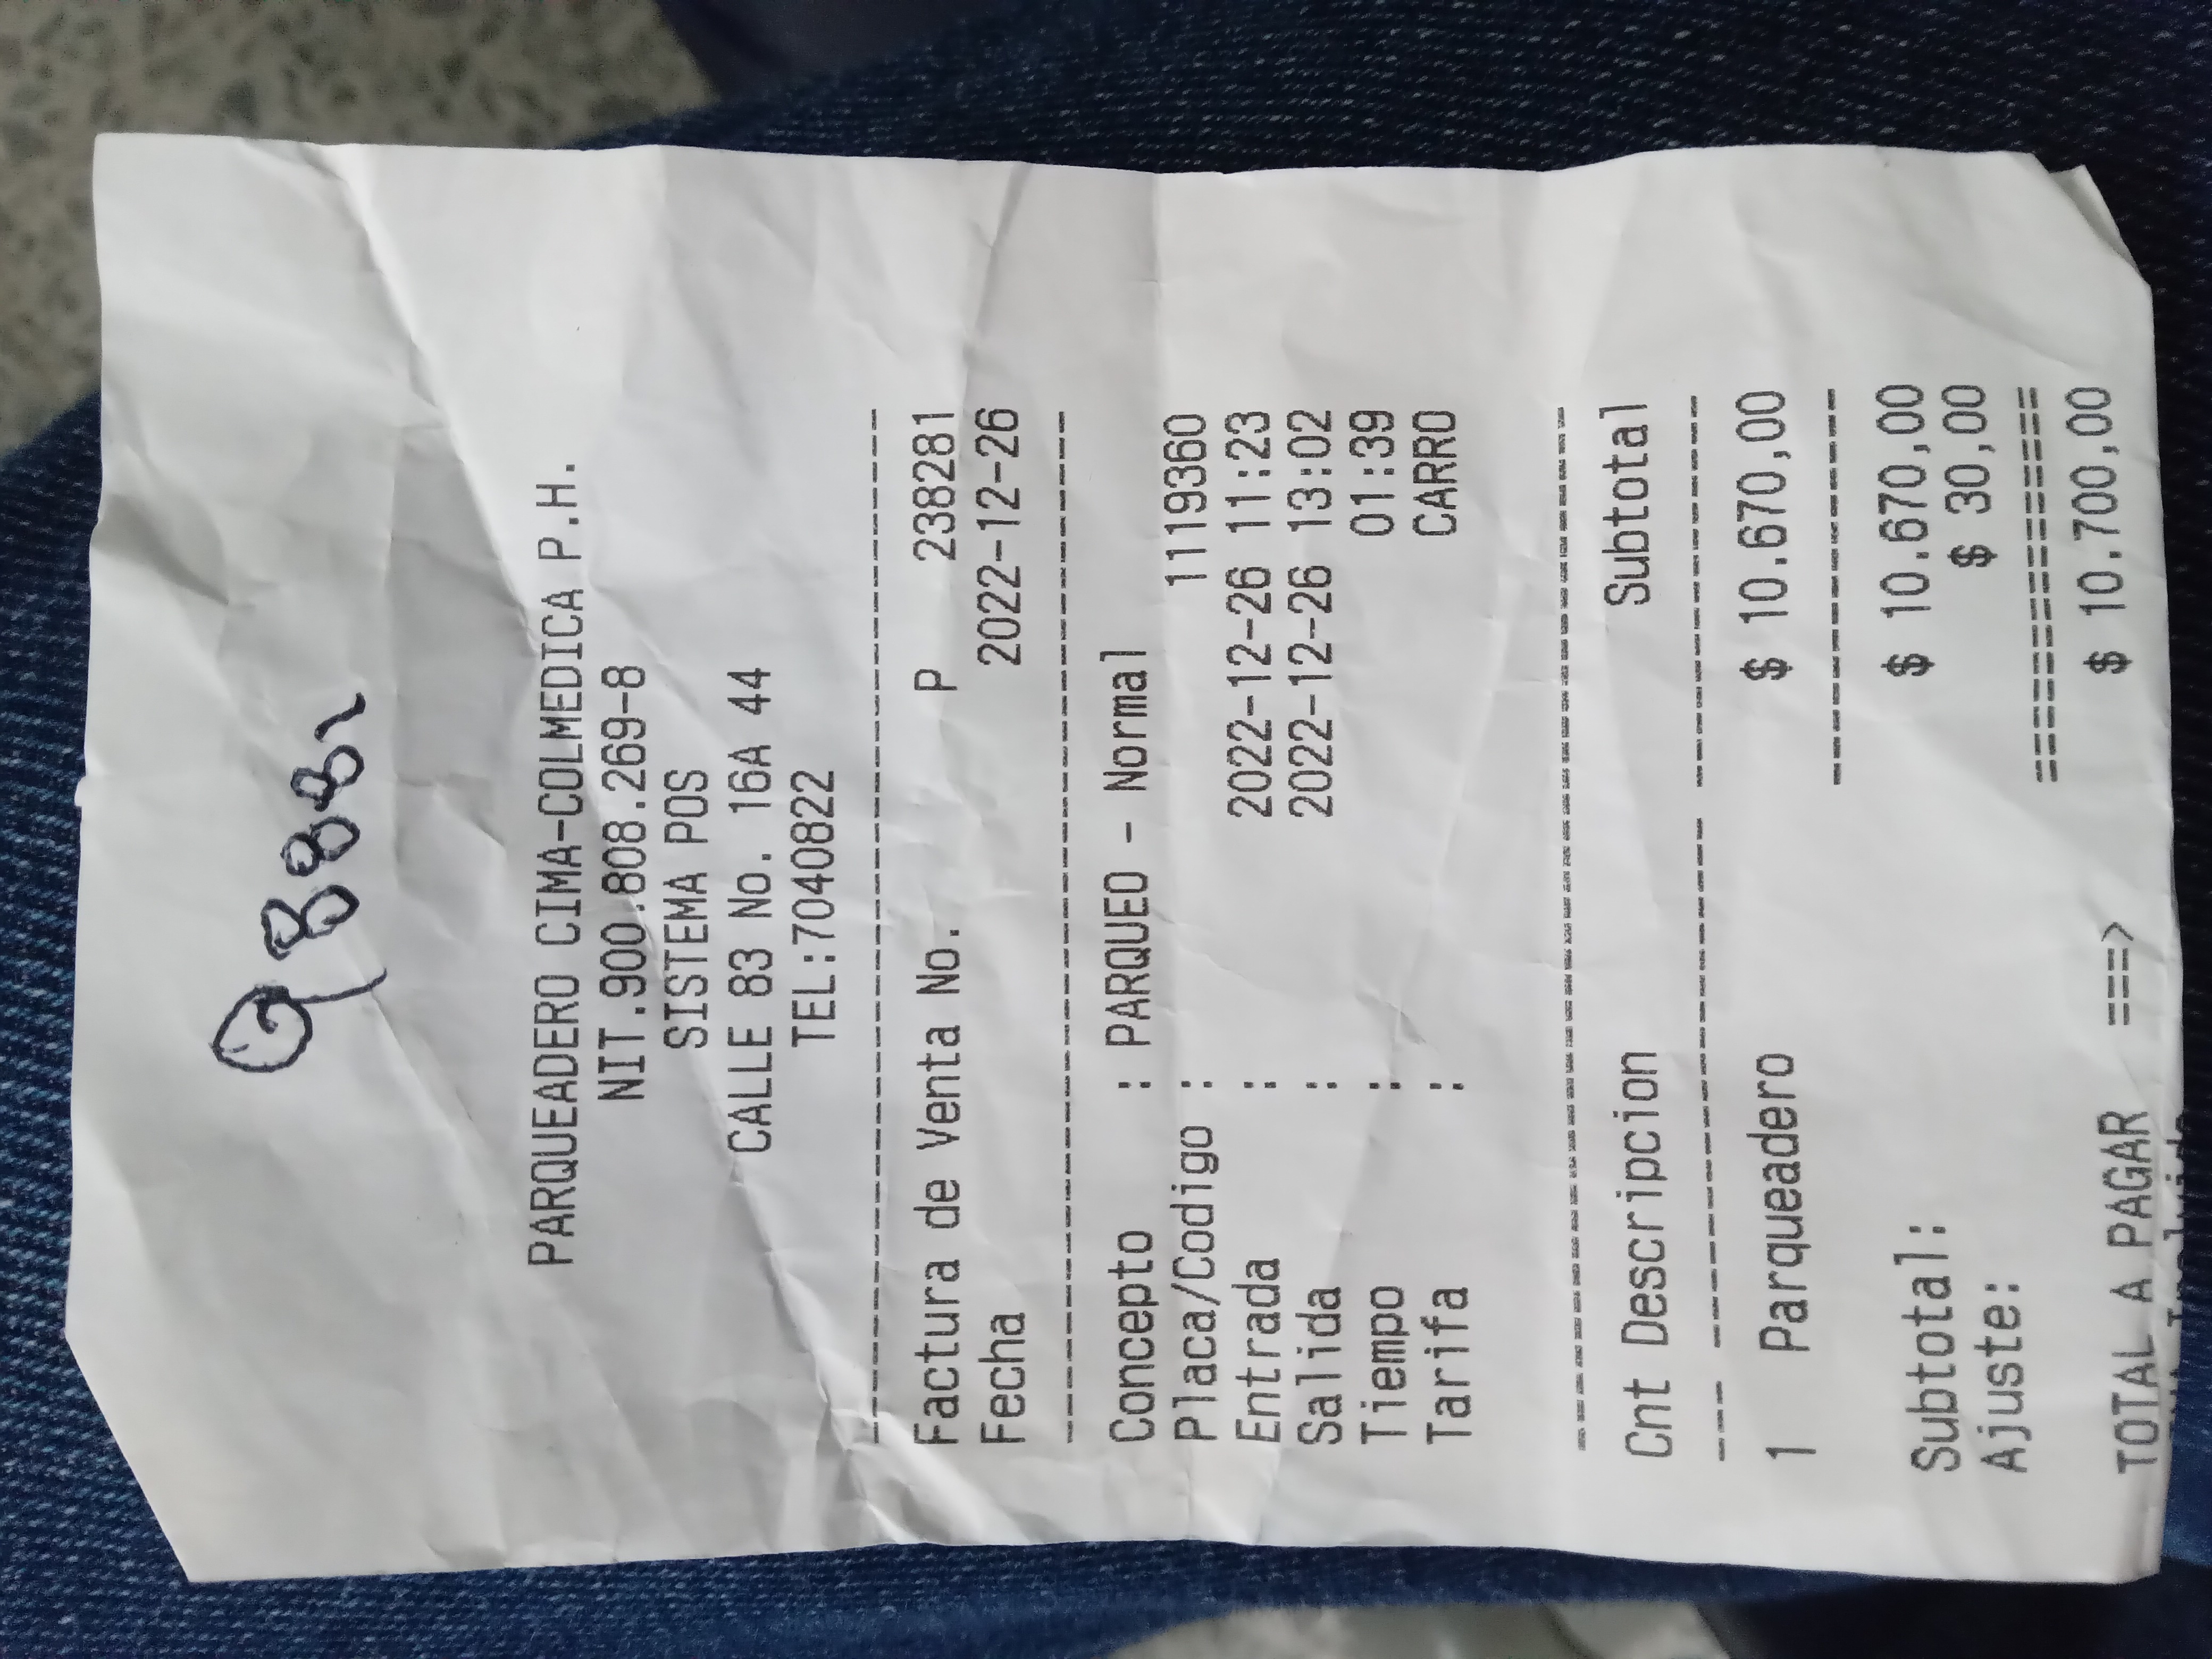 PARQUEADERO CIMA-COLMEDICA P.H.
NIT.900.808.269-8
SISTEMA POS
CALLE 83 No. 16A 44
TEL:7040822
Factura de Venta No. P 238281
Fecha 2022-12-26
Concepto : PARQUEO - Normal
Placa/Codigo : 1119360
Entrada : 2022-12-26 11:23
Salida : 2022-12-26 13:02
Tiempo : 01:39
Tarifa : CARRO
Cnt Descripcion Subtotal
1 Parqueadero $ 10.670,00
Subtotal: $ 10.670,00
Ajuste: $ 30,00
TOTAL A PAGAR ===> $ 10.700,00